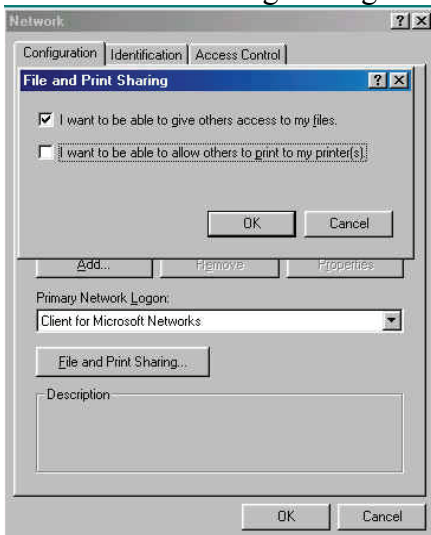 Network
Configuration Identification Access Control
File and Print Sharing
I want to be able to give others access to my files.
I want to be able to allow others to print to my printer(s).
OK Cancel
Add... Remove Properties
Primary Network Logon:
Client for Microsoft Networks
File and Print Sharing...
Description
OK Cancel